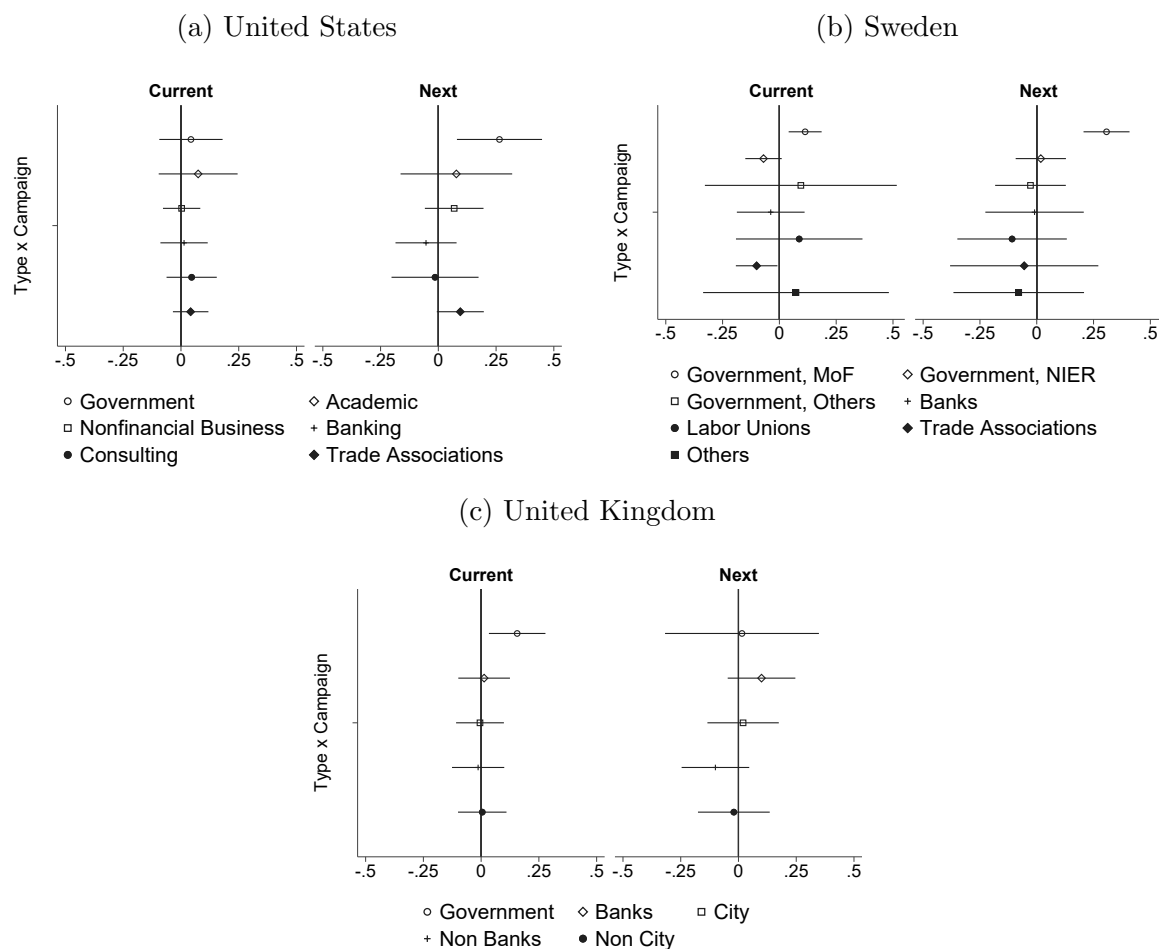 (a) United States
(b) Sweden
Current
Next
Type x Campaign
-.5 -.25 0 .25 .5
-.5 -.25 0 .25 .5
Government
Academic
Nonfinancial Business
Banking
Consulting
Trade Associations
Current
Next
Type x Campaign
-.5 -.25 0 .25 .5
-.5 -.25 0 .25 .5
Government, MoF
Government, NIER
Government, Others
Banks
Labor Unions
Trade Associations
Others
(c) United Kingdom
Current
Next
Type x Campaign
-.5 -.25 0 .25 .5
-.5 -.25 0 .25 .5
Government
Banks
City
Non Banks
Non City